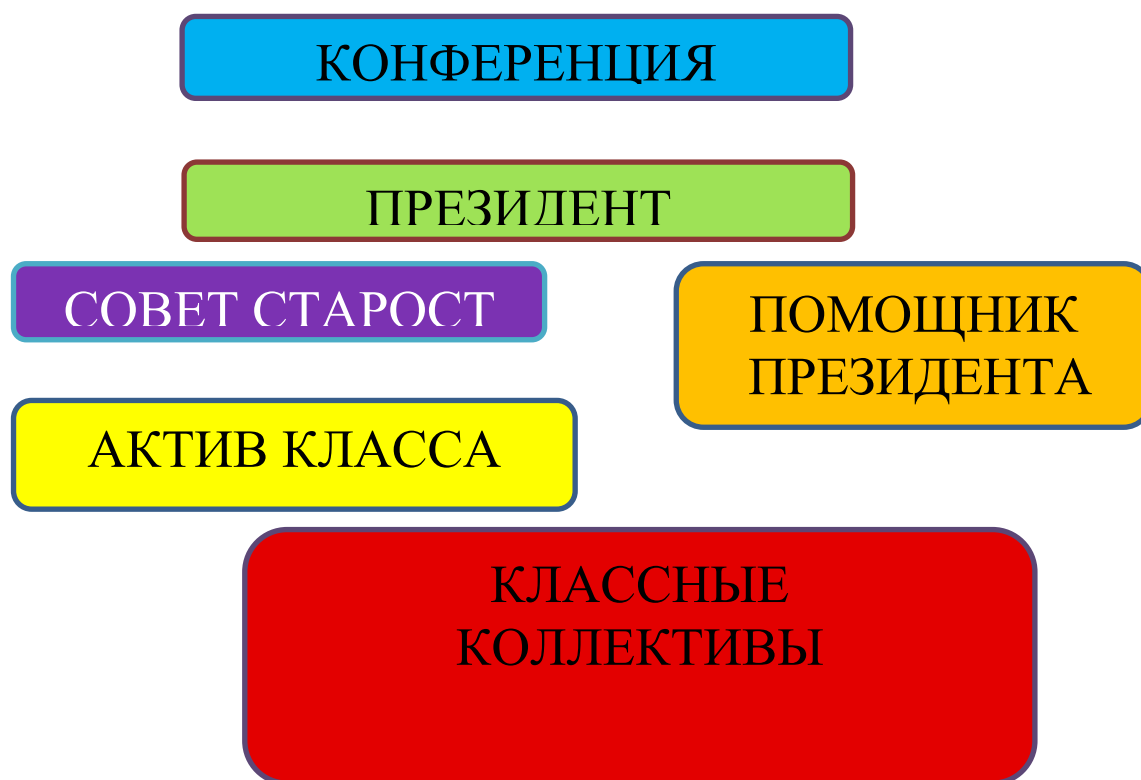 КОНФЕРЕНЦИЯ
ПРЕЗИДЕНТ
СОВЕТ СТАРОСТ
ПОМОЩНИК
ПРЕЗИДЕНТА
АКТИВ КЛАССА
КЛАССНЫЕ
КОЛЛЕКТИВЫ